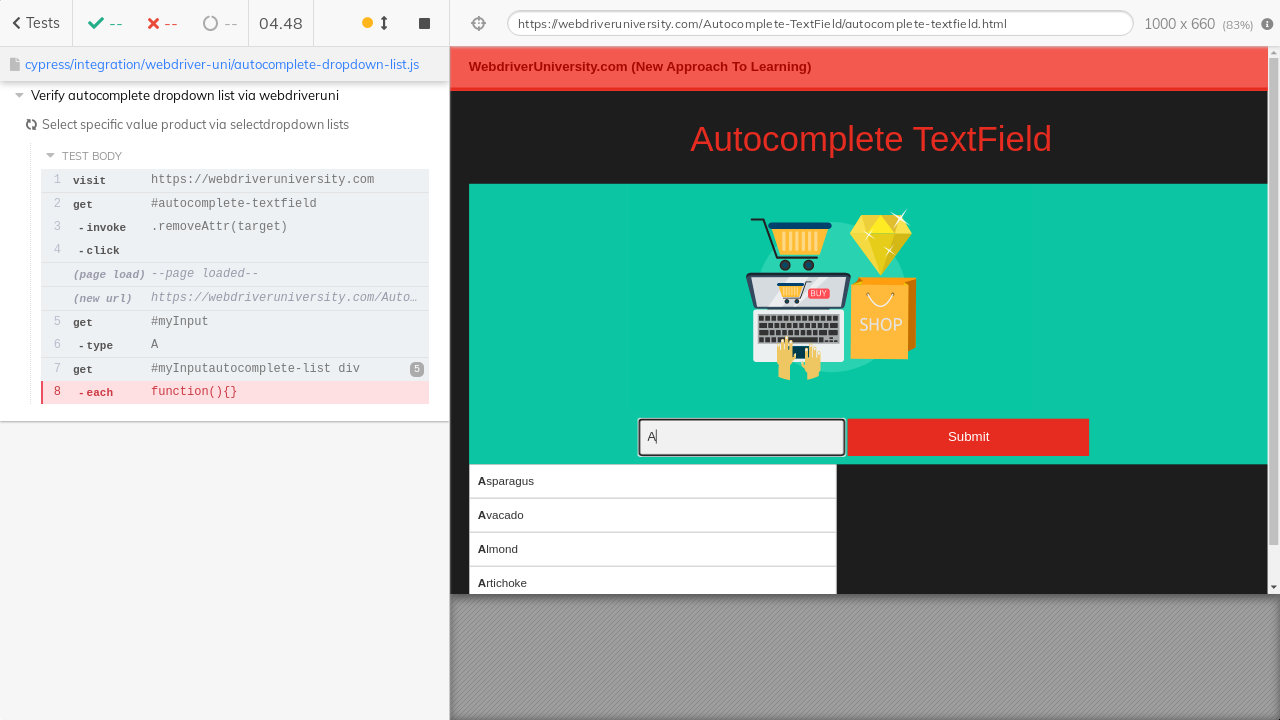 Tests
--
--
--
04.48
https://webdriveruniversity.com/Autocomplete-TextField/autocomplete-textfield.html
1000 x 660 (83%)
cypress/integration/webdriver-uni/autocomplete-dropdown-list.js
Verify autocomplete dropdown list via webdriveruni
Select specific value product via selectdropdown lists
TEST BODY
1 visit https://webdriveruniversity.com
2 get #autocomplete-textfield
3 - invoke .removeAttr(target)
4 - click
(page load) --page loaded--
(new url) https://webdriveruniversity.com/Auto…
5 get #myInput
6 - type A
7 get #myInputautocomplete-list div 5
8 - each function(){}
WebdriverUniversity.com (New Approach To Learning)
Autocomplete TextField
BUY
SHOP
A
Submit
Asparagus
Avacado
Almond
Artichoke